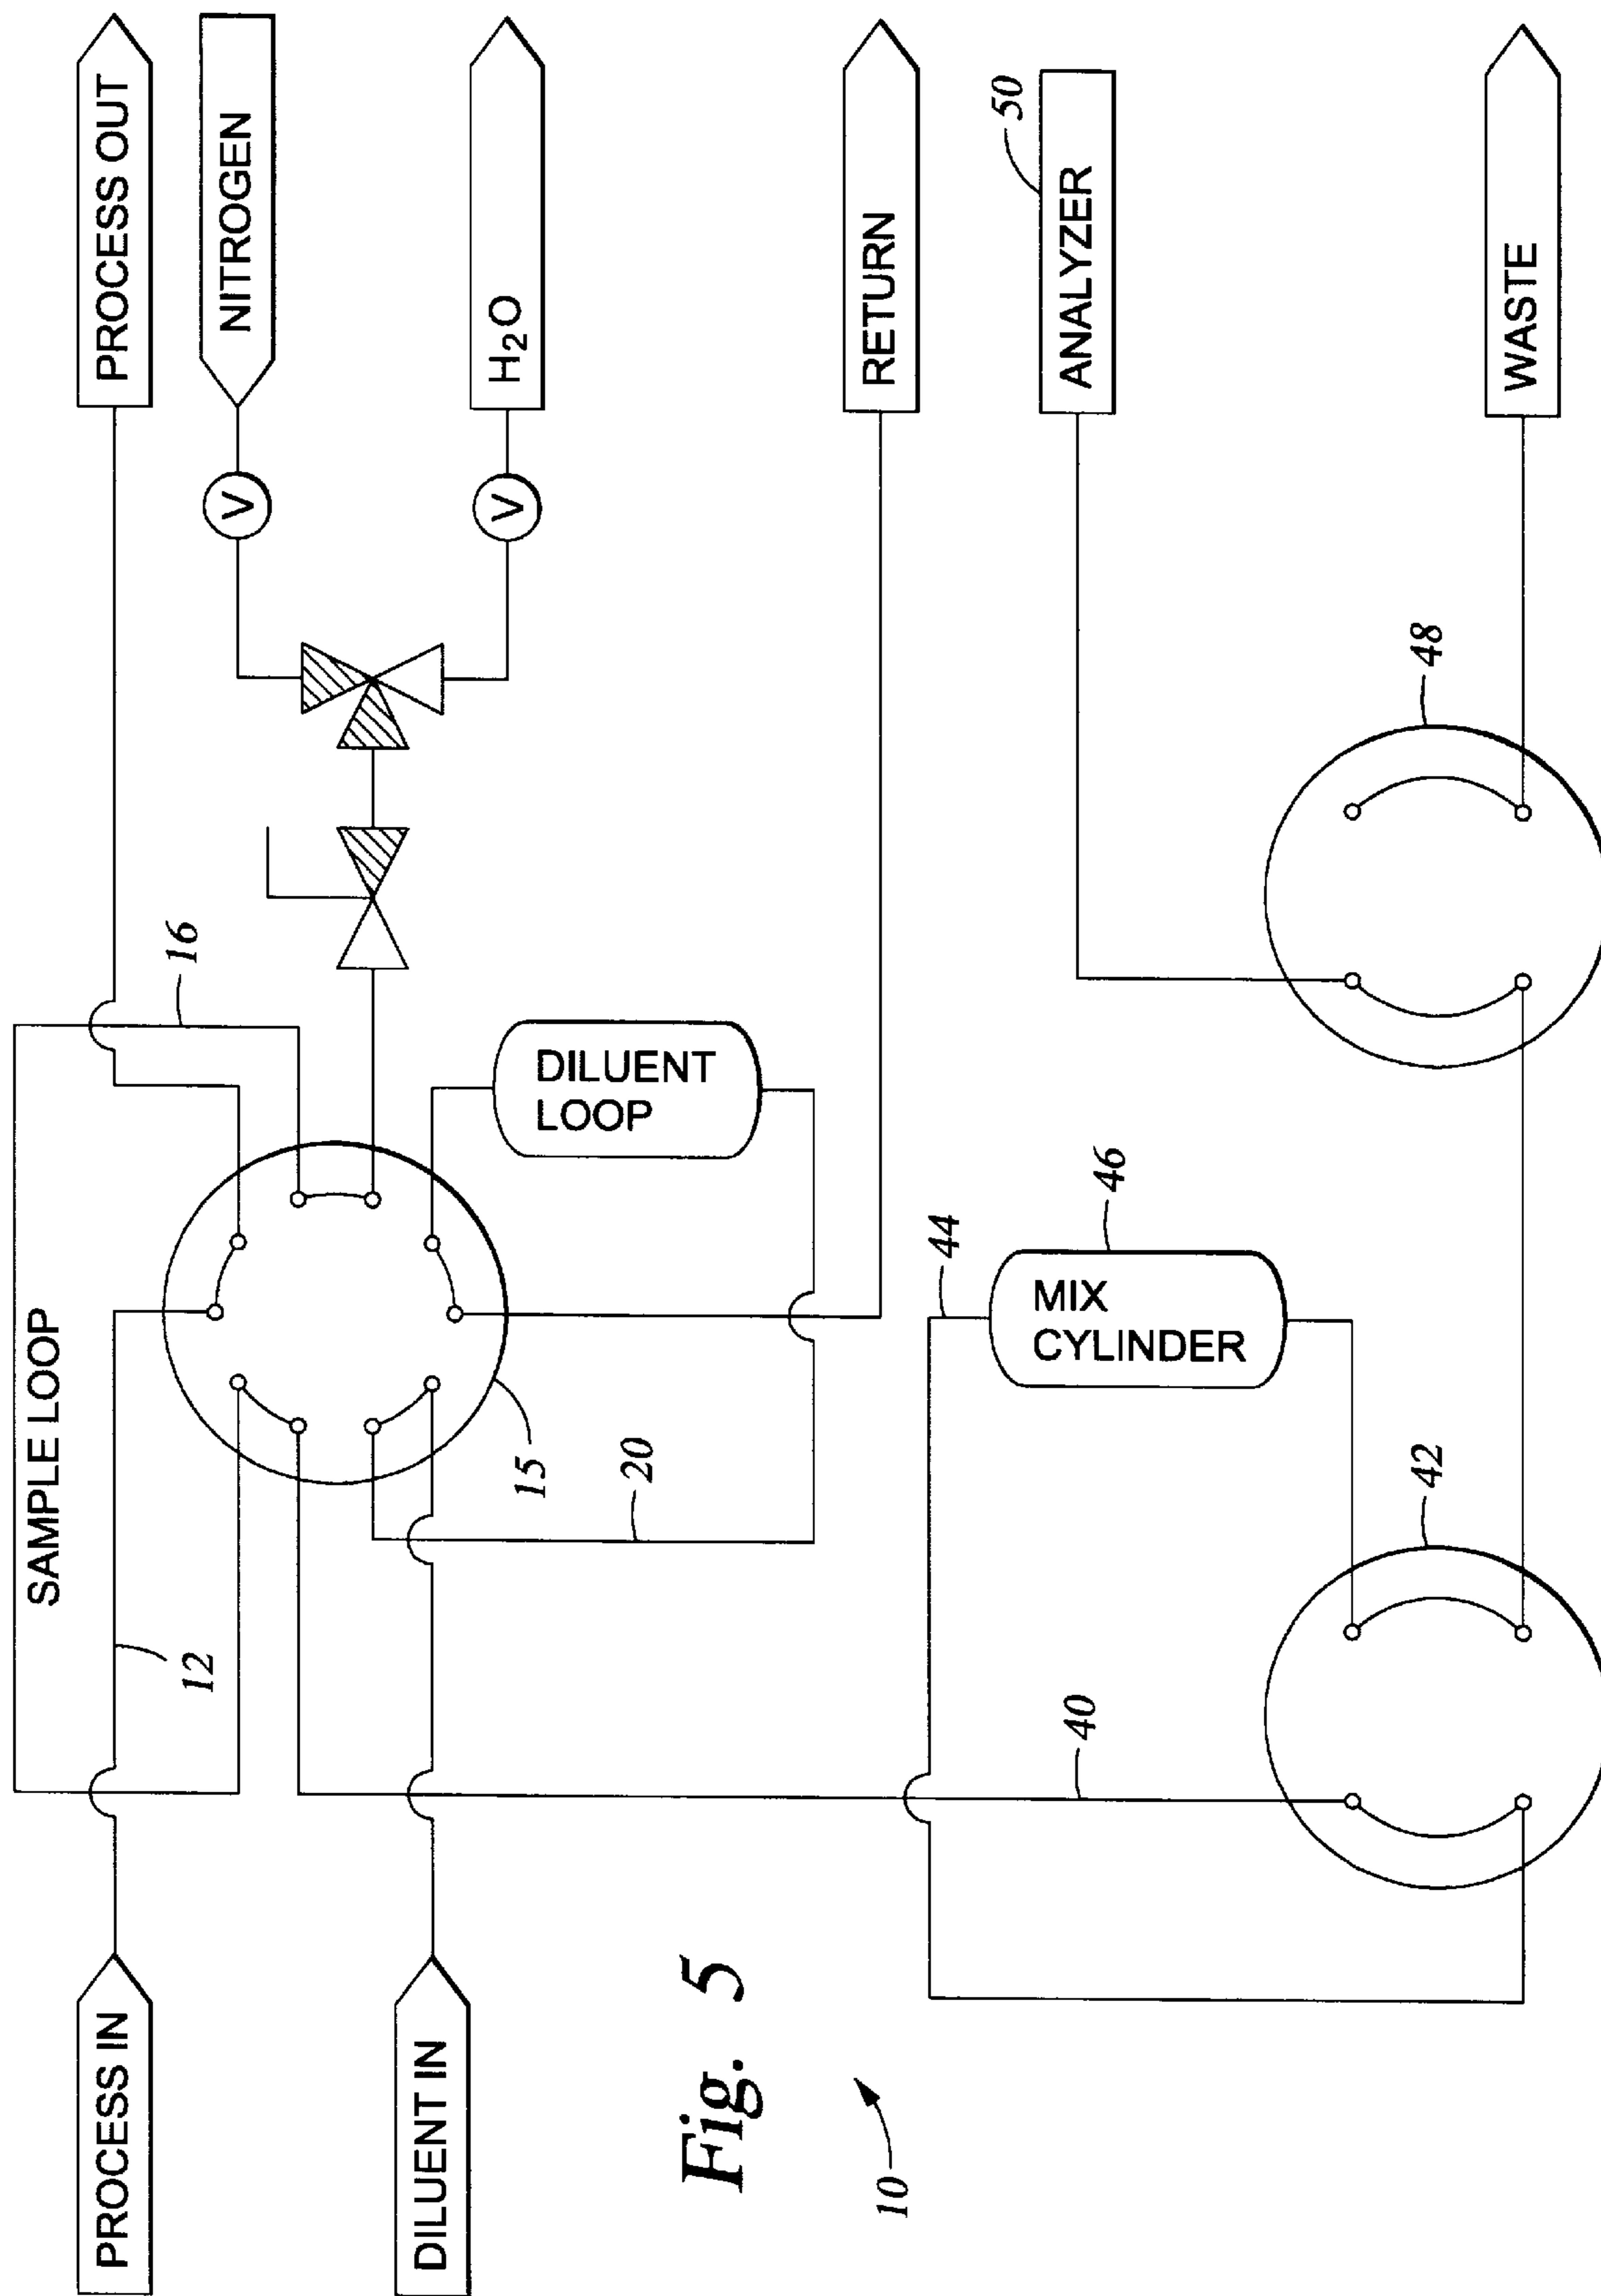 PROCESS IN
DILUENT IN
PROCESS OUT
NITROGEN
H₂O
RETURN
ANALYZER
WASTE
SAMPLE LOOP
DILUENT
LOOP
MIX
CYLINDER
V
V
12
16
15
20
40
42
44
46
48
50
Fig. 5
10